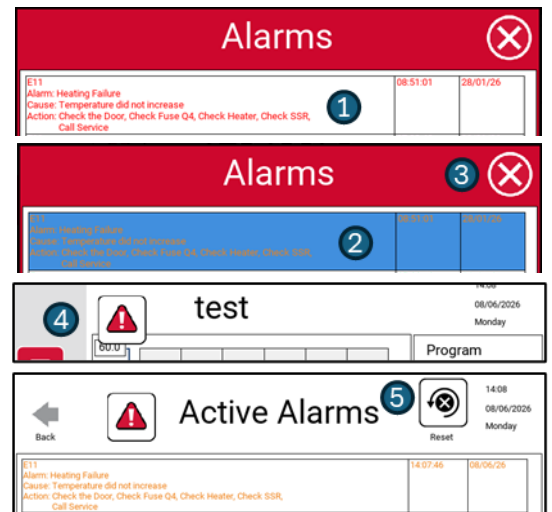 Alarms
E11 08:51:01 28/01/26
Alarm: Heating Failure
Cause: Temperature did not increase
Action: Check the Door, Check Fuse Q4, Check Heater, Check SSR,
Call Service
1
Alarms
3
E11 08:51:01 28/01/26
Alarm: Heating Failure
Cause: Temperature did not increase
Action: Check the Door, Check Fuse Q4, Check Heater, Check SSR,
Call Service
2
4
test
14:08
08/06/2026
Monday
60.0
Program
Back
Active Alarms
5
Reset
14:08
08/06/2026
Monday
E11 14:07:46 08/06/26
Alarm: Heating Failure
Cause: Temperature did not increase
Action: Check the Door, Check Fuse Q4, Check Heater, Check SSR,
Call Service